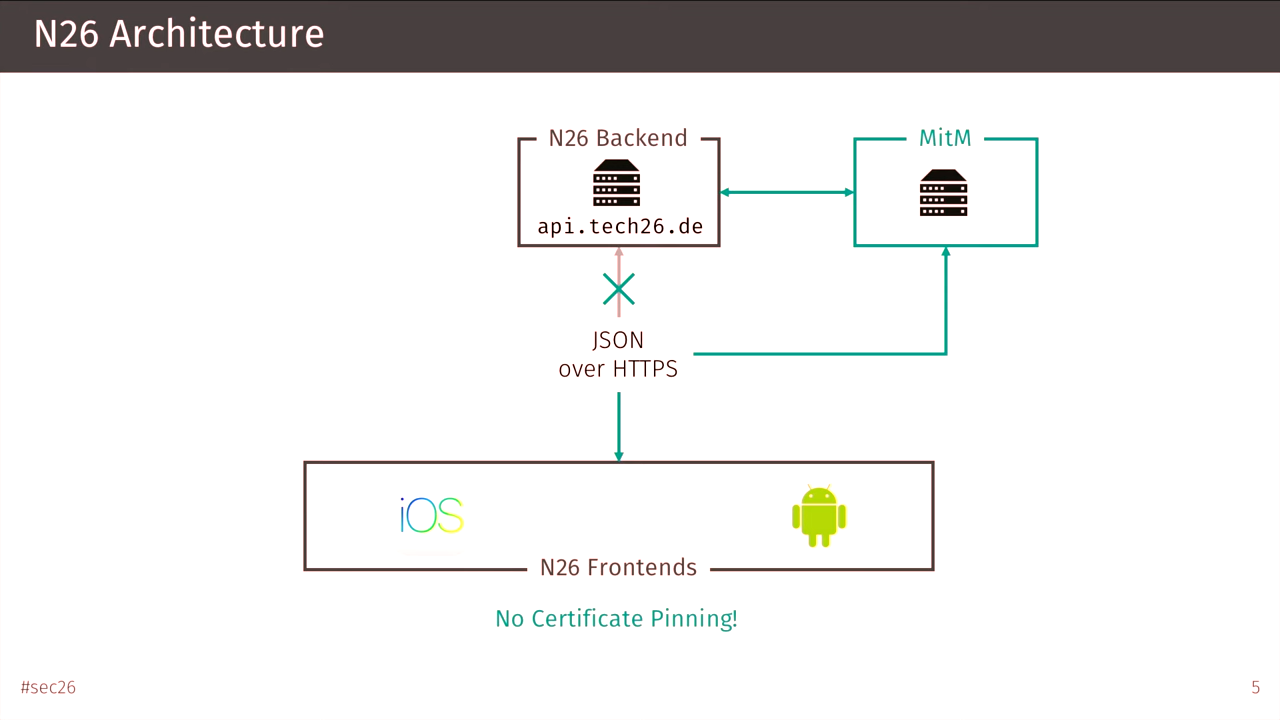 N26 Architecture
N26 Backend
MitM
api.tech26.de
JSON
over HTTPS
iOS
N26 Frontends
No Certificate Pinning!
#sec26
5